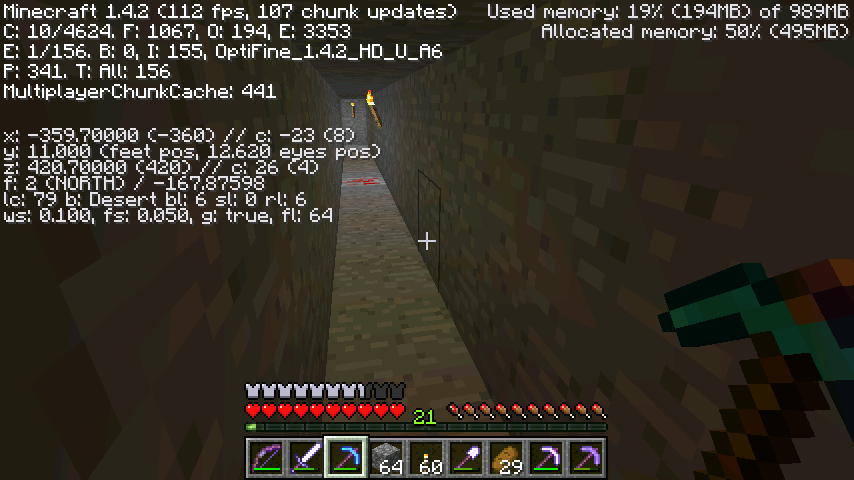 Minecraft 1.4.2 (112 fps, 107 chunk updates)
Used memory: 19% (194MB) of 989MB
C: 10/4624. F: 1067, O: 194, E: 3353
Allocated memory: 50% (495MB)
E: 1/156. B: 0, I: 155, OptiFine_1.4.2_HD_U_A6
P: 341. T: All: 156
MultiplayerChunkCache: 441
x: -359.70000 (-360) // c: -23 (8)
y: 11.000 (feet pos, 12.620 eyes pos)
z: 420.70000 (420) // c: 26 (4)
f: 2 (NORTH) / -167.87598
lc: 79 b: Desert bl: 6 sl: 0 rl: 6
ws: 0.100, fs: 0.050, g: true, fl: 64
21
64 60 29